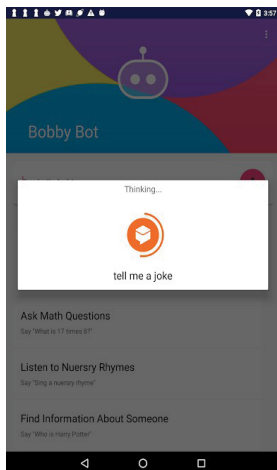 3:57
Bobby Bot
Thinking...
tell me a joke
Ask Math Questions
Say "What is 17 times 8?"
Listen to Nuersry Rhymes
Say "Sing a nuersry rhyme"
Find Information About Someone
Say "Who is Harry Potter"